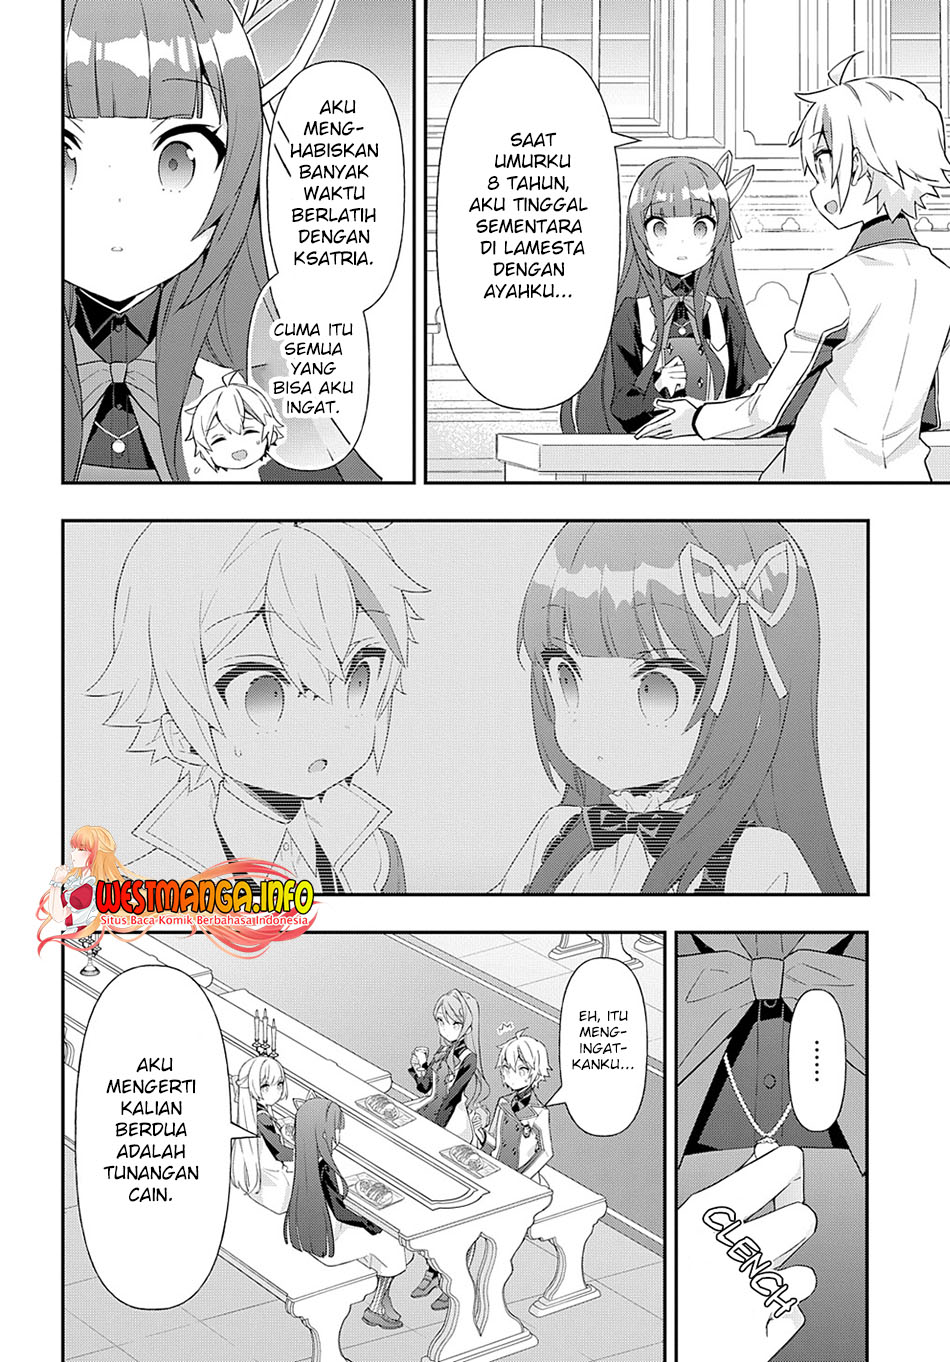 SAAT
UMURKU
8 TAHUN,
AKU TINGGAL
SEMENTARA
DI LAMESTA
DENGAN
AYAHKU...
AKU
MENG-
HABISKAN
BANYAK
WAKTU
BERLATIH
DENGAN
KSATRIA.
CUMA ITU
SEMUA
YANG
BISA AKU
INGAT.
WESTMANGA.INFO
Situs Baca Komik Berbahasa Indonesia
......
CLENCH
EH, ITU
MENG-
INGAT-
KANKU...
AKU
MENGERTI
KALIAN
BERDUA
ADALAH
TUNANGAN
CAIN.